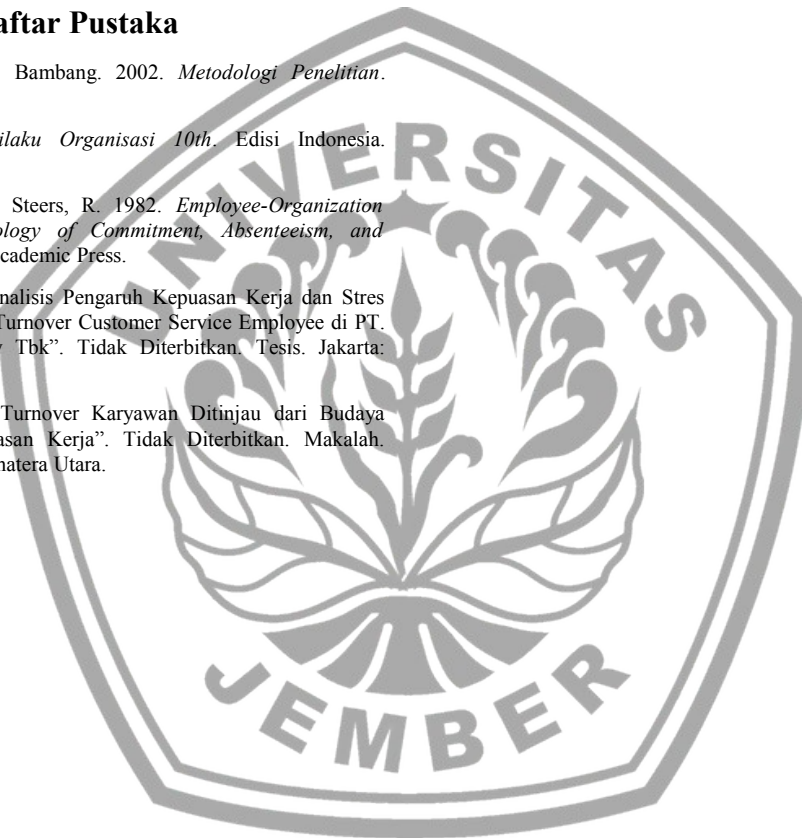 aftar Pustaka
Bambang. 2002. Metodologi Penelitian.
ilaku Organisasi 10th. Edisi Indonesia.
Steers, R. 1982. Employee-Organization
ology of Commitment, Absenteeism, and
cademic Press.
nalisis Pengaruh Kepuasan Kerja dan Stres
Turnover Customer Service Employee di PT.
Tbk”. Tidak Diterbitkan. Tesis. Jakarta:
Turnover Karyawan Ditinjau dari Budaya
asan Kerja”. Tidak Diterbitkan. Makalah.
matera Utara.
UNIVERSITAS
JEMBER